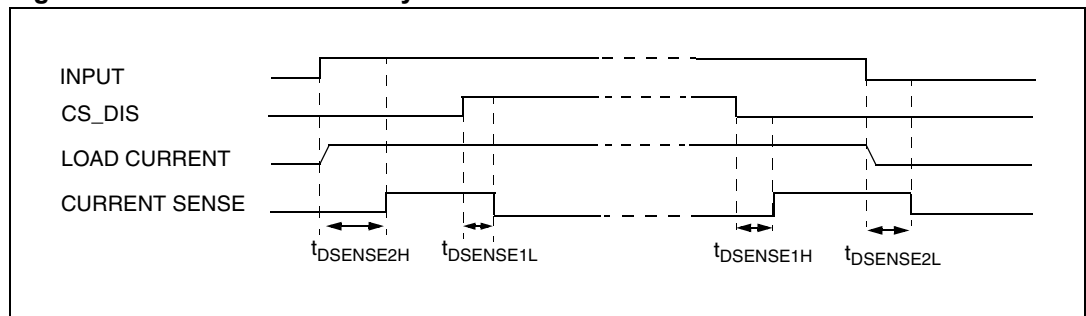 INPUT
CS_DIS
LOAD CURRENT
CURRENT SENSE
tDSENSE2H tDSENSE1L tDSENSE1H tDSENSE2L